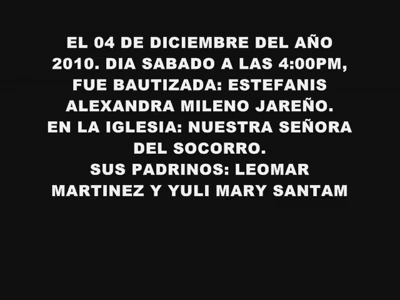 EL 04 DE DICIEMBRE DEL AÑO
2010. DIA SABADO A LAS 4:00PM,
FUE BAUTIZADA: ESTEFANIS
ALEXANDRA MILENO JAREÑO.
EN LA IGLESIA: NUESTRA SEÑORA
DEL SOCORRO.
SUS PADRINOS: LEOMAR
MARTINEZ Y YULI MARY SANTAM